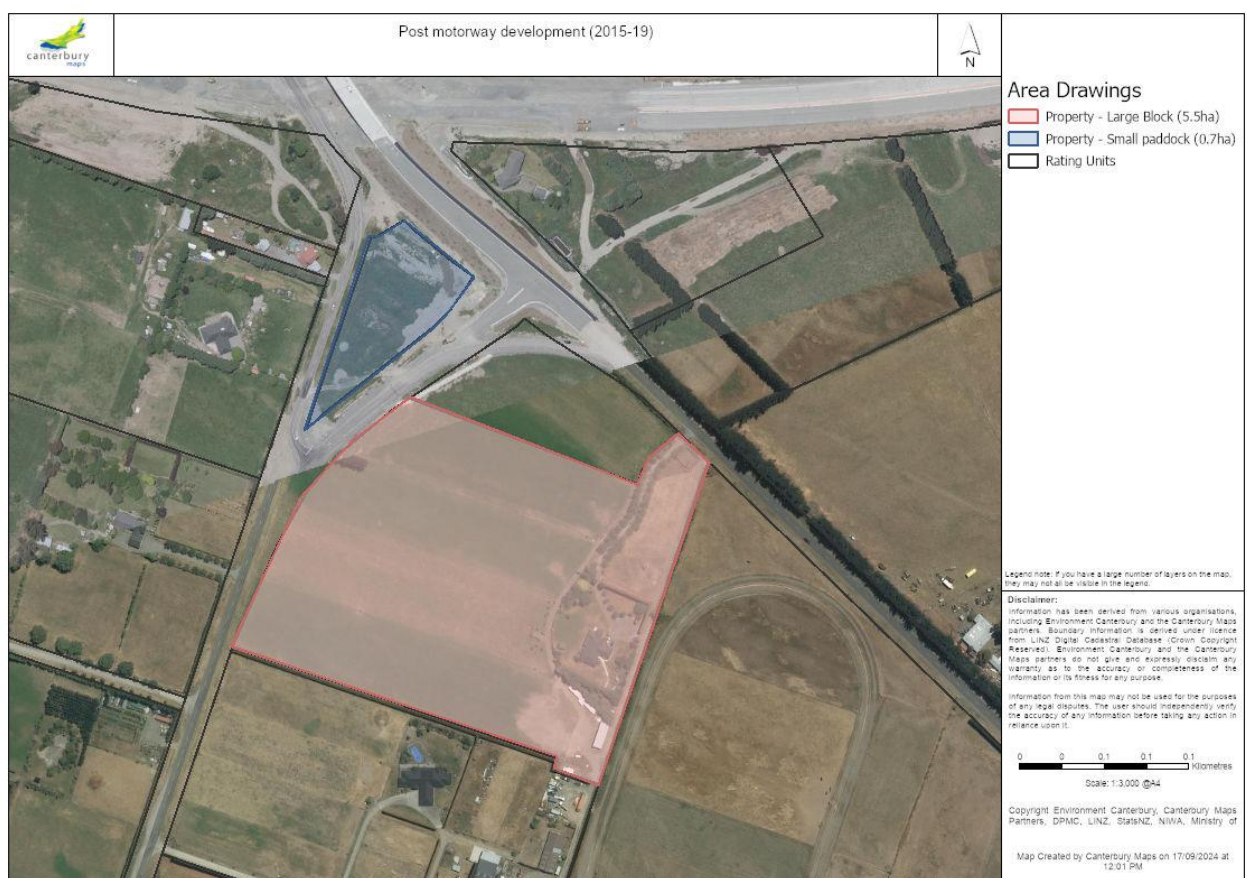 canterbury
maps
Post motorway development (2015-19)
N
Area Drawings
Property - Large Block (5.5ha)
Property - Small paddock (0.7ha)
Rating Units
Legend note: If you have a large number of layers on the map,
they may not all be visible in the legend.
Disclaimer:
Information has been derived from various organisations,
including Environment Canterbury and the Canterbury Maps
partners. Boundary information is derived under licence
from LINZ Digital Cadastral Database (Crown Copyright
Reserved). Environment Canterbury and the Canterbury
Maps partners do not give and expressly disclaim any
warranty as to the accuracy or completeness of the
information or its fitness for any purpose.
Information from this map may not be used for the purposes
of any legal disputes. The user should independently verify
the accuracy of any information before taking any action in
reliance upon it.
0 0 0.1 0.1 0.1
Kilometres
Scale: 1:3,000 @A4
Copyright Environment Canterbury, Canterbury Maps
Partners, DPMC, LINZ, StatsNZ, NIWA, Ministry of
Map Created by Canterbury Maps on 17/09/2024 at
12:01 PM